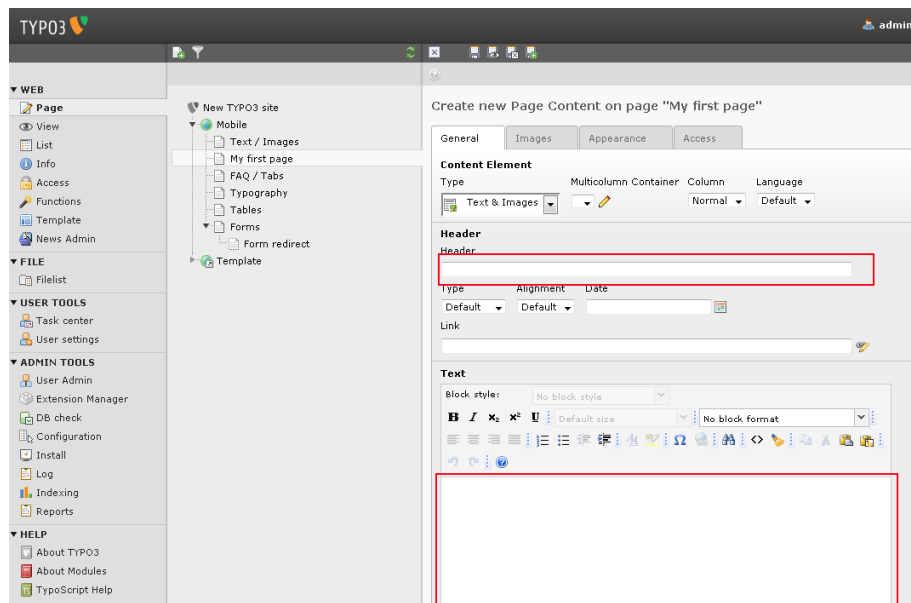 TYPO3
admin
WEB
Page
View
List
Info
Access
Functions
Template
News Admin
FILE
Filelist
USER TOOLS
Task center
User settings
ADMIN TOOLS
User Admin
Extension Manager
DB check
Configuration
Install
Log
Indexing
Reports
HELP
About TYPO3
About Modules
TypoScript Help
New TYPO3 site
Mobile
Text / Images
My first page
FAQ / Tabs
Typography
Tables
Forms
Form redirect
Template
Create new Page Content on page "My first page"
General Images Appearance Access
Content Element
Type Multicolumn Container Column Language
Text & Images Normal Default
Header
Header
Type Alignment Date
Default Default
Link
Text
Block style: No block style
B I x₂ x² U Default size No block format